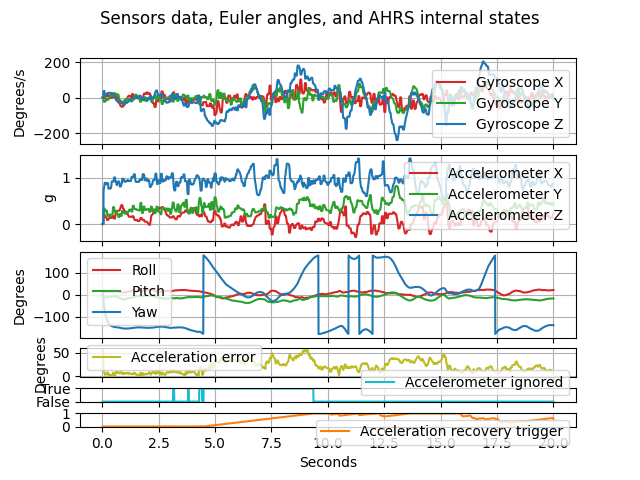 Sensors data, Euler angles, and AHRS internal states
200
0
−200
Degrees/s
Gyroscope X
Gyroscope Y
Gyroscope Z
1
0
g
Accelerometer X
Accelerometer Y
Accelerometer Z
100
0
−100
Degrees
Roll
Pitch
Yaw
50
0
Degrees
Acceleration error
True
False
Accelerometer ignored
1
0
Acceleration recovery trigger
0.0 2.5 5.0 7.5 10.0 12.5 15.0 17.5 20.0
Seconds